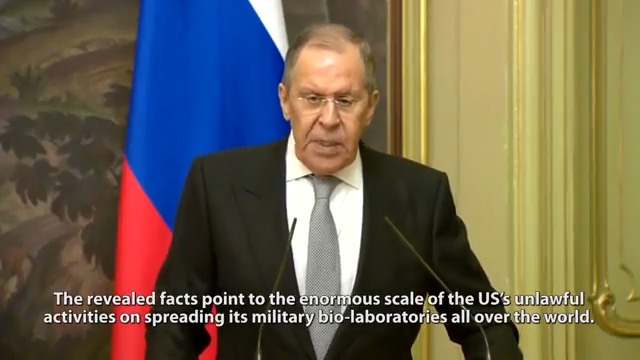 The revealed facts point to the enormous scale of the US's unlawful
activities on spreading its military bio-laboratories all over the world.